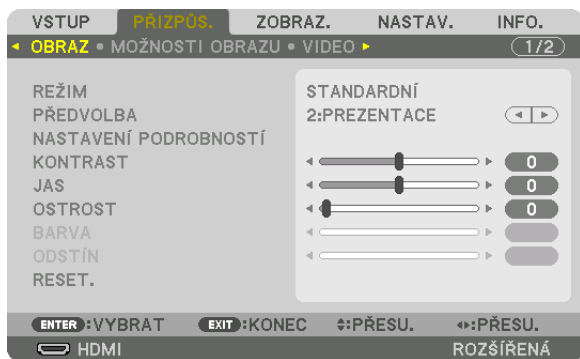 VSTUP PŘIZPŮS. ZOBRAZ. NASTAV. INFO.
OBRAZ • MOŽNOSTI OBRAZU • VIDEO 1/2
REŽIM STANDARDNÍ
PŘEDVOLBA 2:PREZENTACE
NASTAVENÍ PODROBNOSTÍ
KONTRAST 0
JAS 0
OSTROST 0
BARVA
ODSTÍN
RESET.
ENTER :VYBRAT EXIT :KONEC :PŘESU. :PŘESU.
HDMI ROZŠÍŘENÁ